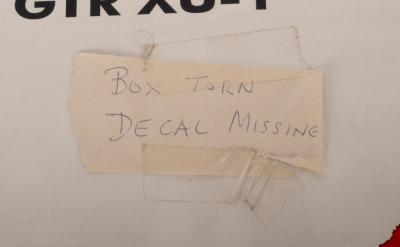 GTR XU-1
BOX TORN
DECAL MISSING